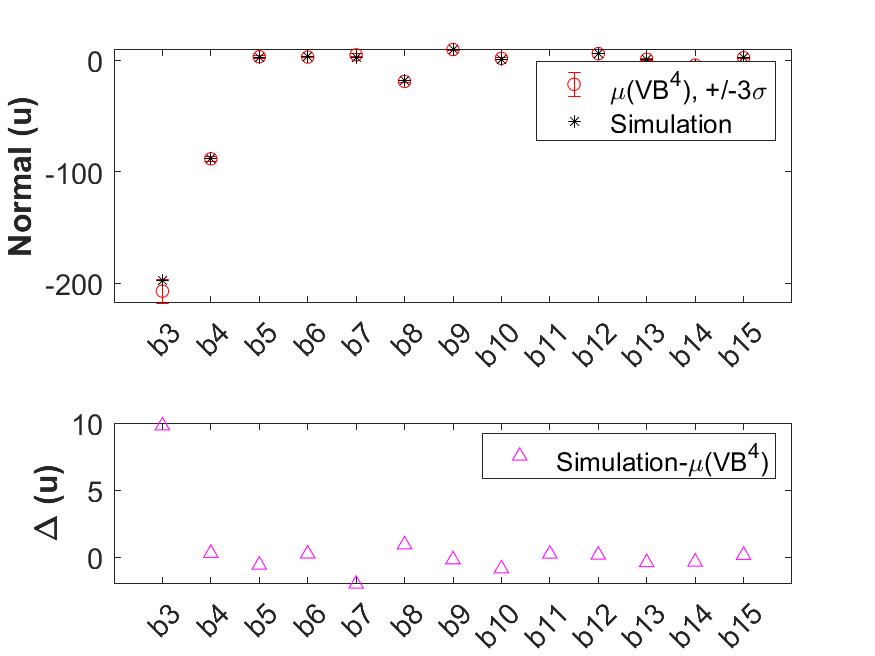 Normal (u)
0
-100
-200
μ(VB⁴), +/-3σ
Simulation
b3 b4 b5 b6 b7 b8 b9 b10 b11 b12 b13 b14 b15
Δ (u)
10
5
0
Simulation-μ(VB⁴)
b3 b4 b5 b6 b7 b8 b9 b10 b11 b12 b13 b14 b15